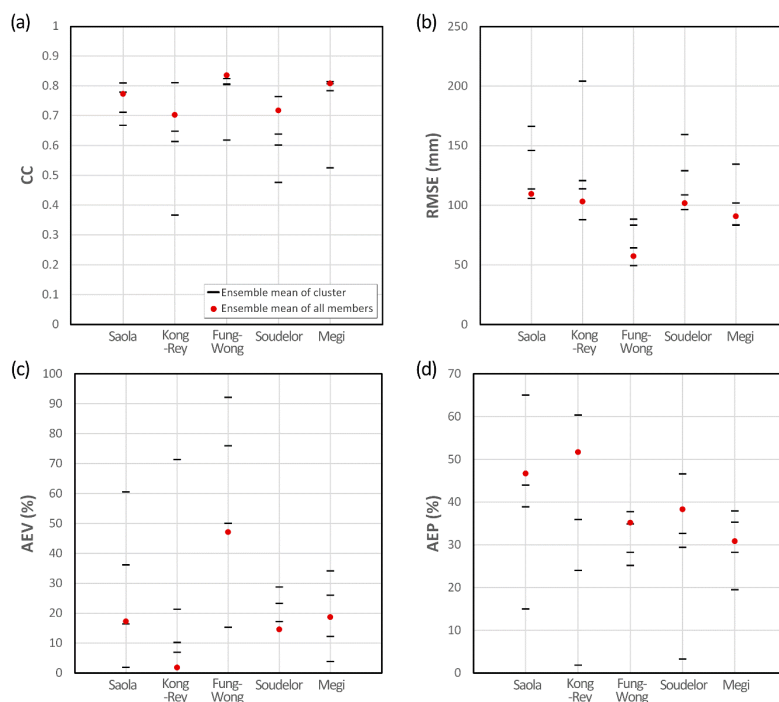 (a)
1
0.9
0.8
0.7
0.6
0.5
0.4
0.3
0.2
0.1
0
CC
Ensemble mean of cluster
Ensemble mean of all members
Saola
Kong
-Rey
Fung-
Wong
Soudelor
Megi
(b)
250
200
150
100
50
0
RMSE (mm)
Saola
Kong
-Rey
Fung-
Wong
Soudelor
Megi
(c)
100
90
80
70
60
50
40
30
20
10
0
AEV (%)
Saola
Kong
-Rey
Fung-
Wong
Soudelor
Megi
(d)
70
60
50
40
30
20
10
0
AEP (%)
Saola
Kong
-Rey
Fung-
Wong
Soudelor
Megi